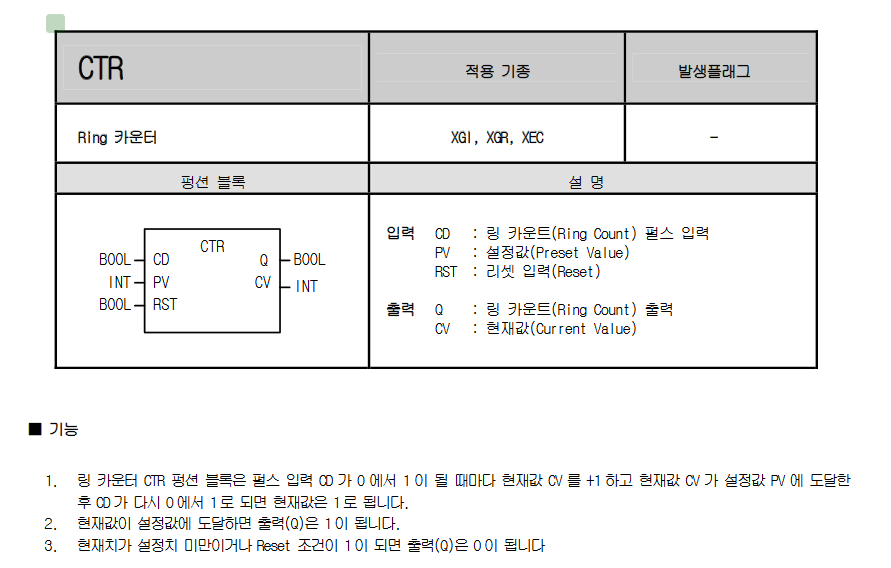 CTR 적용 기종 발생플래그
Ring 카운터 XGI, XGR, XEC -
펑션 블록 설 명
CTR
BOOL CD Q BOOL
INT PV CV INT
BOOL RST
입력 CD : 링 카운트(Ring Count) 펄스 입력
PV : 설정값(Preset Value)
RST : 리셋 입력(Reset)
출력 Q : 링 카운트(Ring Count) 출력
CV : 현재값(Current Value)
■ 기능
1. 링 카운터 CTR 펑션 블록은 펄스 입력 CD 가 0 에서 1 이 될 때마다 현재값 CV 를 +1 하고 현재값 CV 가 설정값 PV 에 도달한
후 CD 가 다시 0 에서 1 로 되면 현재값은 1 로 됩니다.
2. 현재값이 설정값에 도달하면 출력(Q)은 1 이 됩니다.
3. 현재치가 설정치 미만이거나 Reset 조건이 1 이 되면 출력(Q)은 0 이 됩니다